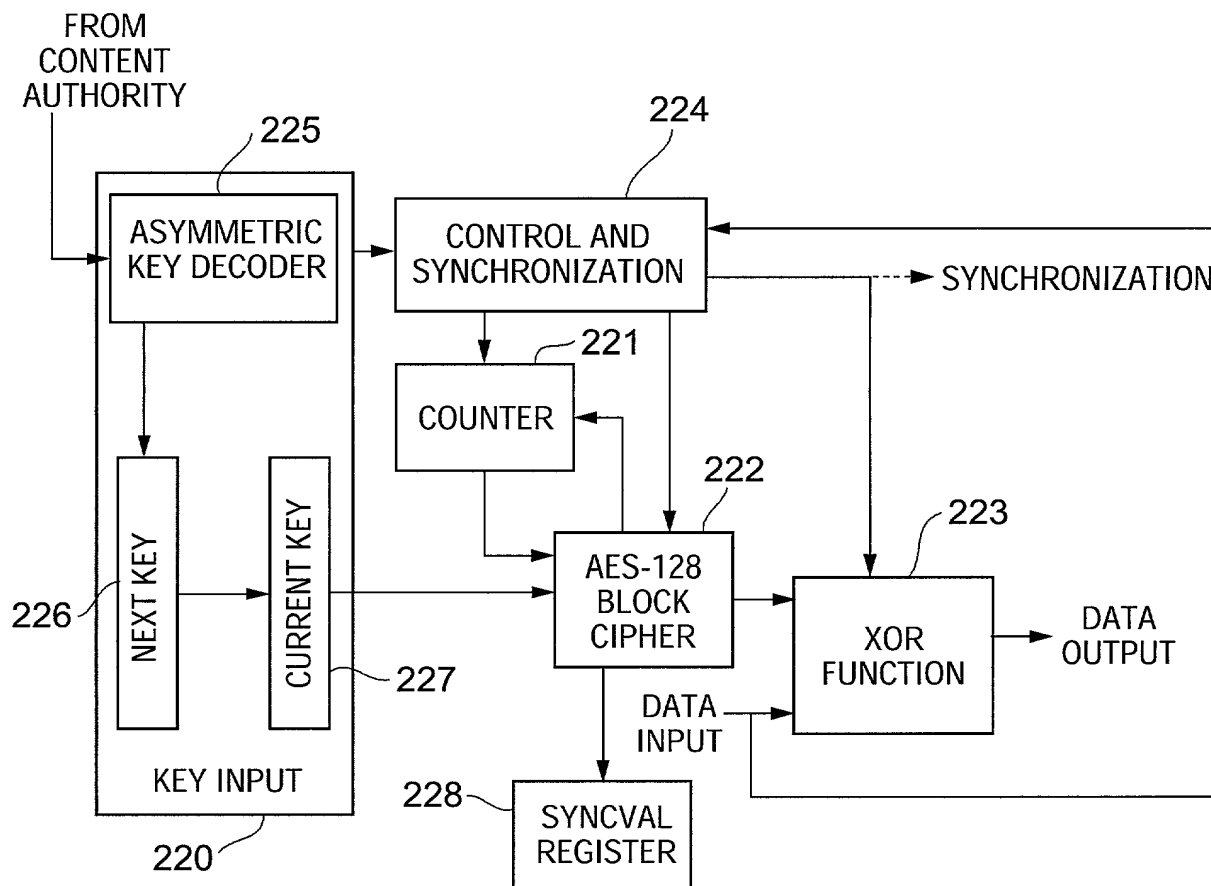 FROM
CONTENT
AUTHORITY
225
224
ASYMMETRIC
KEY DECODER
CONTROL AND
SYNCHRONIZATION
SYNCHRONIZATION
221
COUNTER
222
223
NEXT KEY
CURRENT KEY
226
227
AES-128
BLOCK
CIPHER
XOR
FUNCTION
DATA
OUTPUT
DATA
INPUT
KEY INPUT
228
SYNCVAL
REGISTER
220